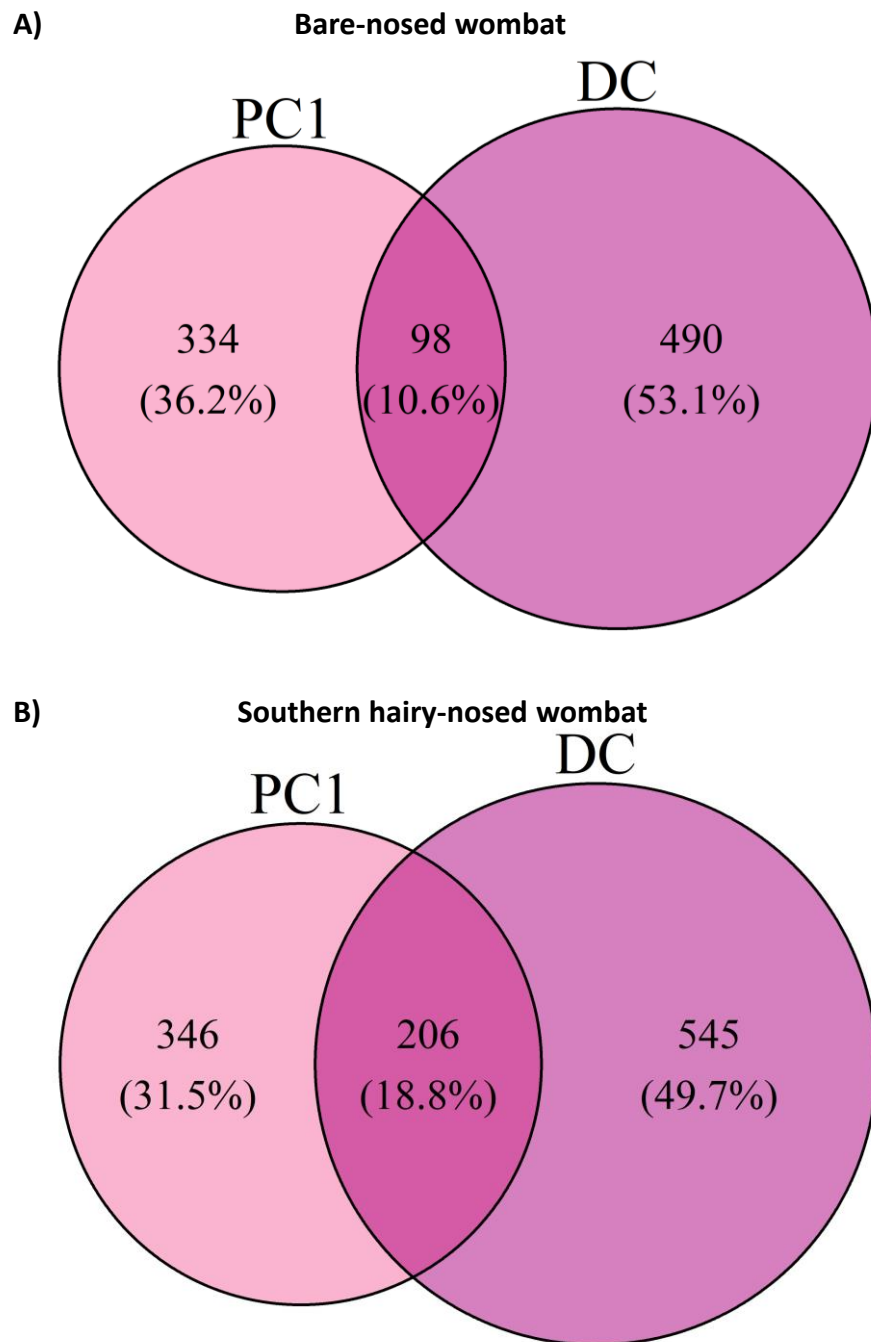 A)
Bare-nosed wombat
PC1
DC
334
(36.2%)
98
(10.6%)
490
(53.1%)
B)
Southern hairy-nosed wombat
PC1
DC
346
(31.5%)
206
(18.8%)
545
(49.7%)